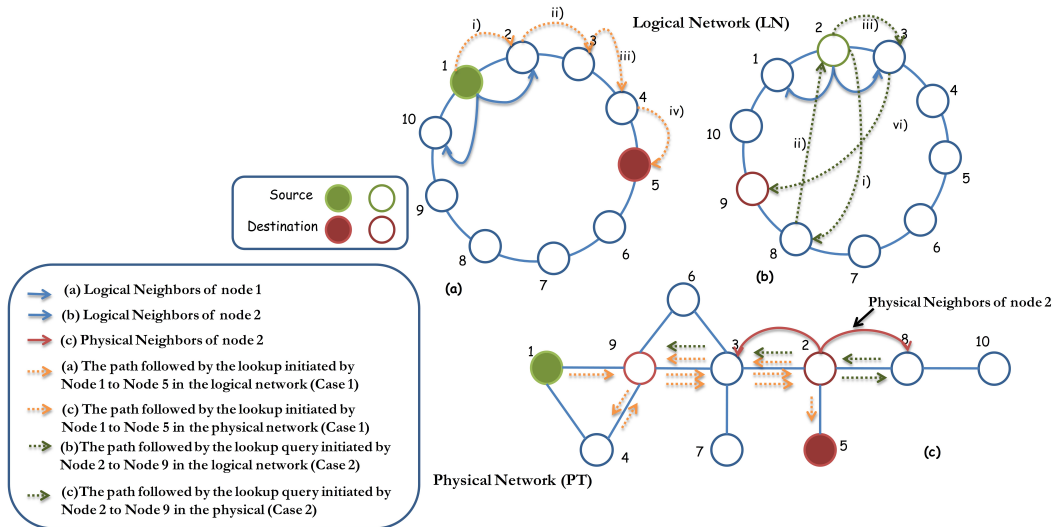 Logical Network (LN)
i)
ii)
iii)
iv)
1
2
3
4
5
6
7
8
9
10
(a)
2
iii)
3
1
4
10
ii)
vi)
i)
5
9
6
8
7
(b)
Source
Destination
(a) Logical Neighbors of node 1
(b) Logical Neighbors of node 2
(c) Physical Neighbors of node 2
(a) The path followed by the lookup initiated by
Node 1 to Node 5 in the logical network (Case 1)
(c) The path followed by the lookup initiated by
Node 1 to Node 5 in the physical network (Case 1)
(b)The path followed by the lookup query initiated by
Node 2 to Node 9 in the logical network (Case 2)
(c)The path followed by the lookup query initiated by
Node 2 to Node 9 in the physical (Case 2)
6
Physical Neighbors of node 2
1
9
3
2
8
10
4
7
5
(c)
Physical Network (PT)